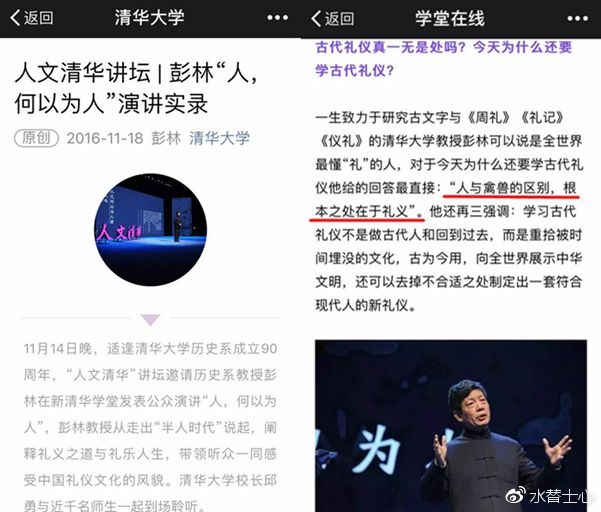 返回
清华大学
人文清华讲坛 | 彭林“人，
何以为人”演讲实录
原创 2016-11-18 彭林 清华大学
人文清华
11月14日晚，适逢清华大学历史系成立90
周年，“人文清华”讲坛邀请历史系教授彭
林在新清华学堂发表公众演讲“人，何以为
人”，彭林教授从走出“半人时代”说起，阐
释礼义之道与礼乐人生，带领听众一同感
受中国礼仪文化的风貌。清华大学校长邱
勇与近千名师生一起到场聆听。
返回
学堂在线
古代礼仪真一无是处吗？今天为什么还要
学古代礼仪？
一生致力于研究古文字与《周礼》《礼记》
《仪礼》的清华大学教授彭林可以说是全世界
最懂“礼”的人，对于今天为什么还要学古代礼
仪他给的回答最直接：“人与禽兽的区别，根
本之处在于礼义”。他还再三强调：学习古代
礼仪不是做古代人和回到过去，而是重拾被时
间埋没的文化，古为今用，向全世界展示中华
文明，还可以去掉不合适之处制定出一套符合
现代人的新礼仪。
为
水替士心